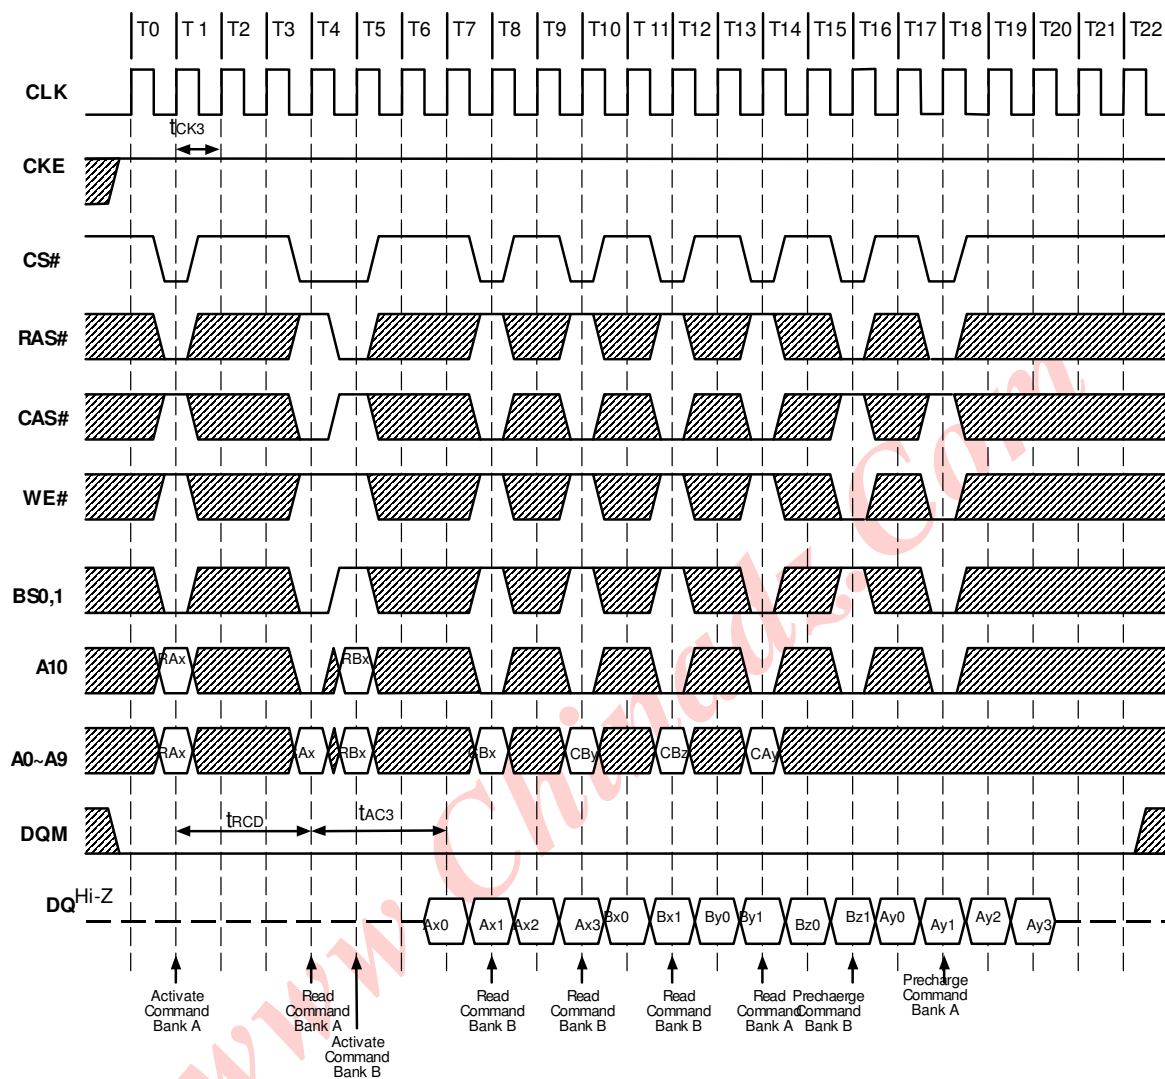 T0 T 1 T2 T3 T4 T5 T6 T7 T8 T9 T10 T 11 T12 T13 T14 T15 T16 T17 T18 T19 T20 T21 T22
CLK
tCK3
CKE
CS#
RAS#
CAS#
WE#
BS0,1
A10 RAx RBx
A0~A9 RAx Ax RBx CBx CBy CBz CAy
tRCD tAC3
DQM
DQ Hi-Z
Ax0 Ax1 Ax2 Ax3 Bx0 Bx1 By0 By1 Bz0 Bz1 Ay0 Ay1 Ay2 Ay3
Activate Command Bank A
Read Command Bank A
Activate Command Bank B
Read Command Bank B
Read Command Bank B
Read Command Bank B
Read Command Bank A
Prechaerge Command Bank B
Precharge Command Bank A
www.Chinadz.Com